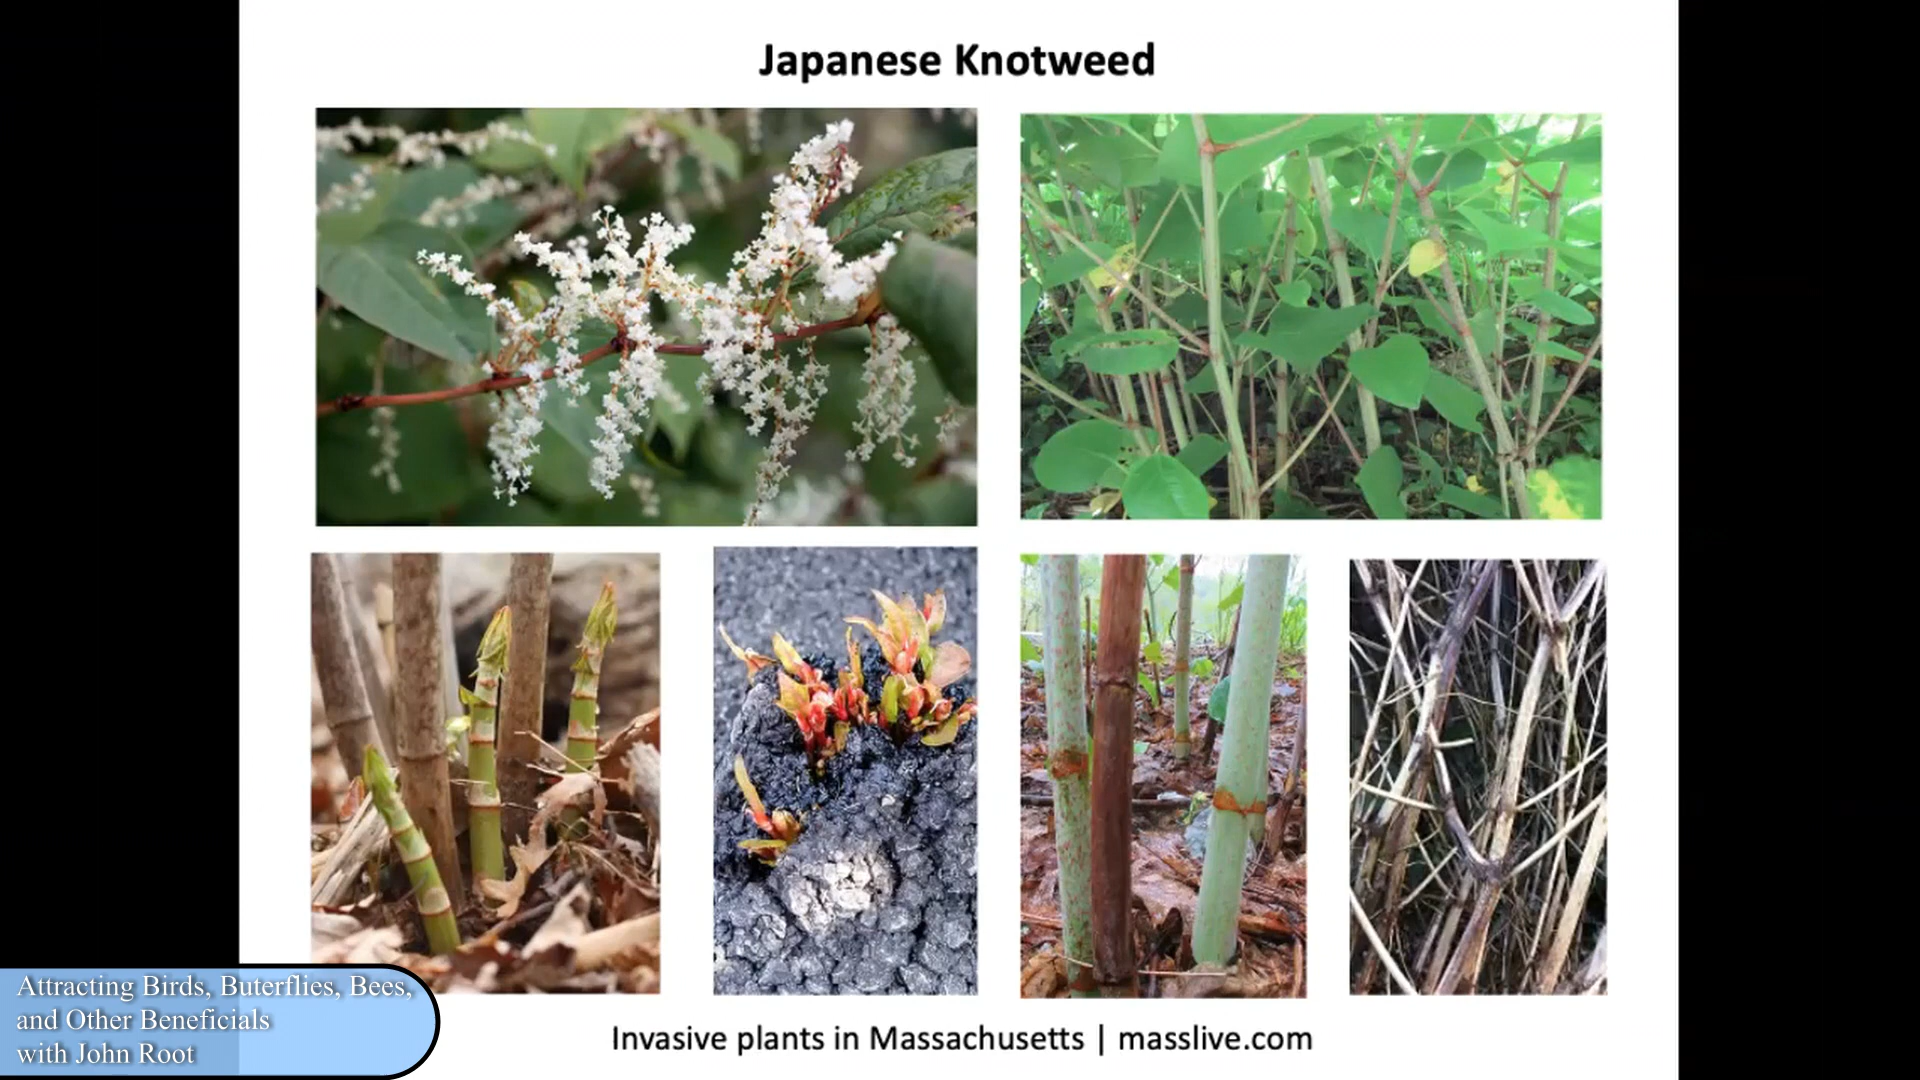 Japanese Knotweed
Attracting Birds, Buterflies, Bees,
and Other Beneficials
with John Root
Invasive plants in Massachusetts | masslive.com